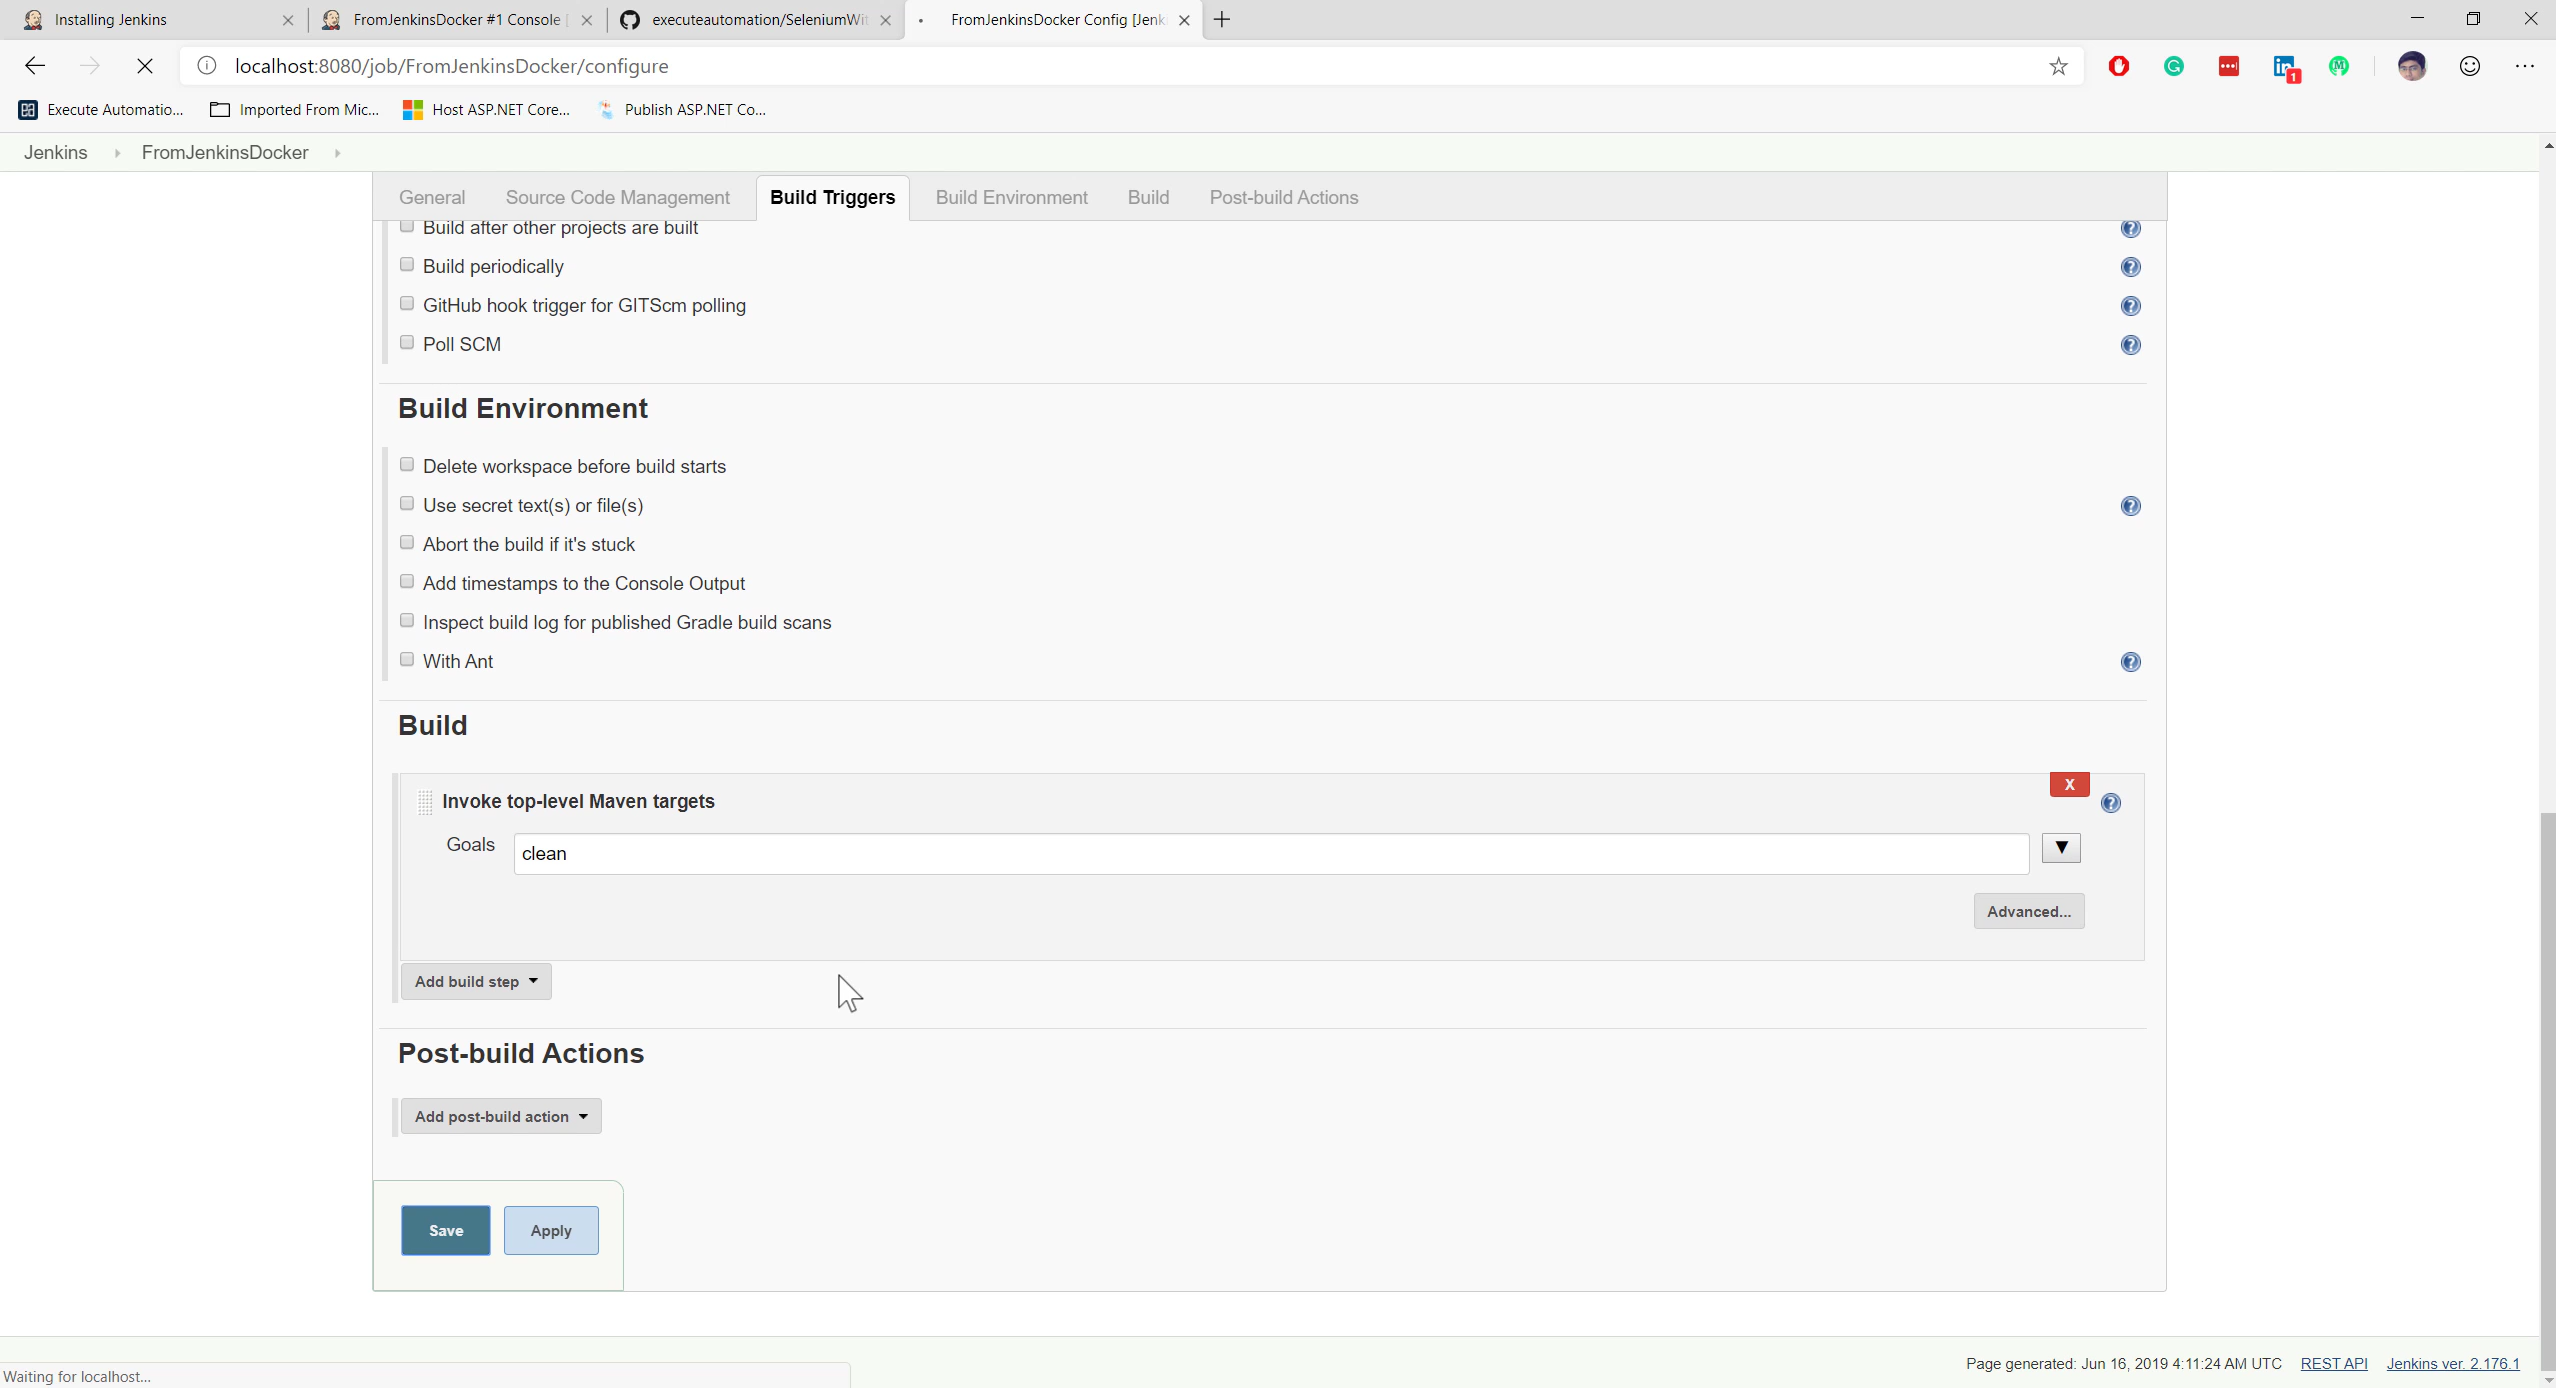 Installing Jenkins
FromJenkinsDocker #1 Console [
executeautomation/SeleniumWit
FromJenkinsDocker Config [Jenk
localhost:8080/job/FromJenkinsDocker/configure
1
Execute Automatio...
Imported From Mic...
Host ASP.NET Core...
Publish ASP.NET Co...
Jenkins
FromJenkinsDocker
General
Source Code Management
Build Triggers
Build Environment
Build
Post-build Actions
Build after other projects are built
Build periodically
GitHub hook trigger for GITScm polling
Poll SCM
Build Environment
Delete workspace before build starts
Use secret text(s) or file(s)
Abort the build if it's stuck
Add timestamps to the Console Output
Inspect build log for published Gradle build scans
With Ant
Build
X
Invoke top-level Maven targets
Goals
clean
Advanced...
Add build step
Post-build Actions
Add post-build action
Save
Apply
Page generated: Jun 16, 2019 4:11:24 AM UTC
REST API
Jenkins ver. 2.176.1
Waiting for localhost...